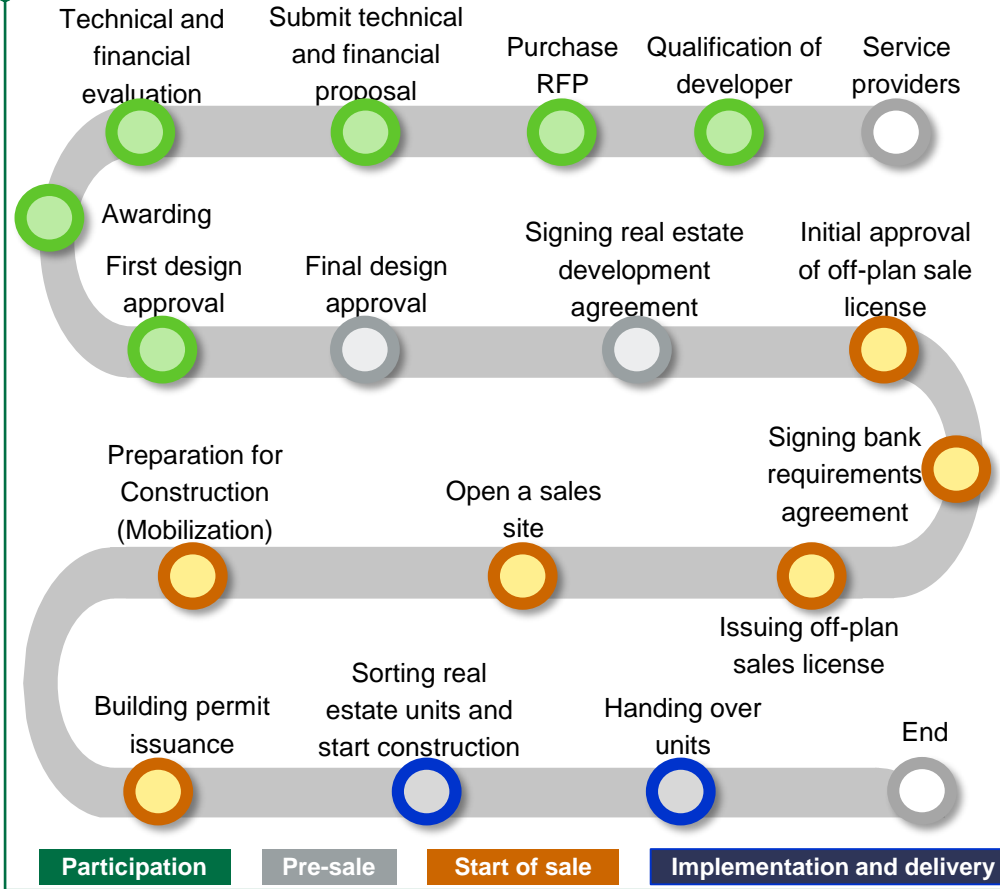 Technical and
financial
evaluation
Submit technical
and financial
proposal
Purchase
RFP
Qualification of
developer
Service
providers
Awarding
First design
approval
Final design
approval
Signing real estate
development
agreement
Initial approval
of off-plan sale
license
Preparation for
Construction
(Mobilization)
Open a sales
site
Signing bank
requirements
agreement
Issuing off-plan
sales license
Building permit
issuance
Sorting real
estate units and
start construction
Handing over
units
End
Participation
Pre-sale
Start of sale
Implementation and delivery